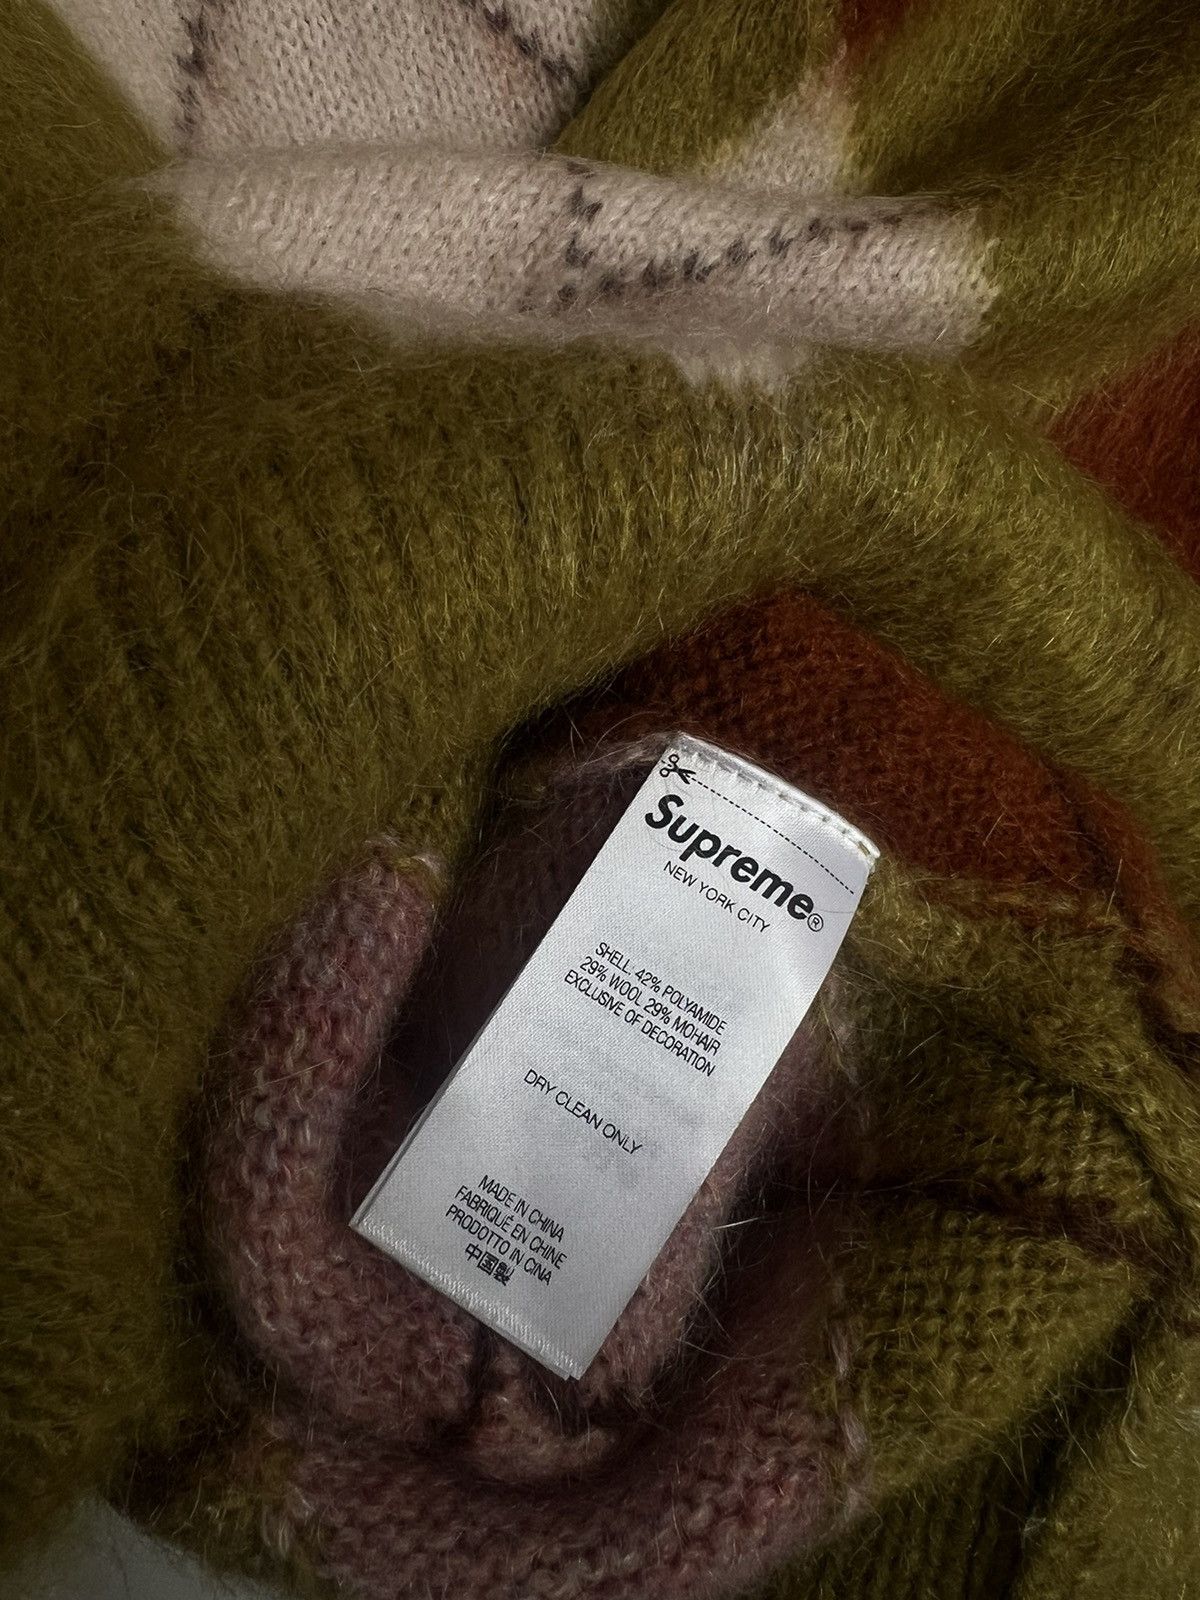 Supreme®
NEW YORK CITY
SHELL. 42% POLYAMIDE
29% WOOL 29% MOHAIR
EXCLUSIVE OF DECORATION
DRY CLEAN ONLY
MADE IN CHINA
FABRIQUÉ EN CHINE
PRODOTTO IN CINA
中国製